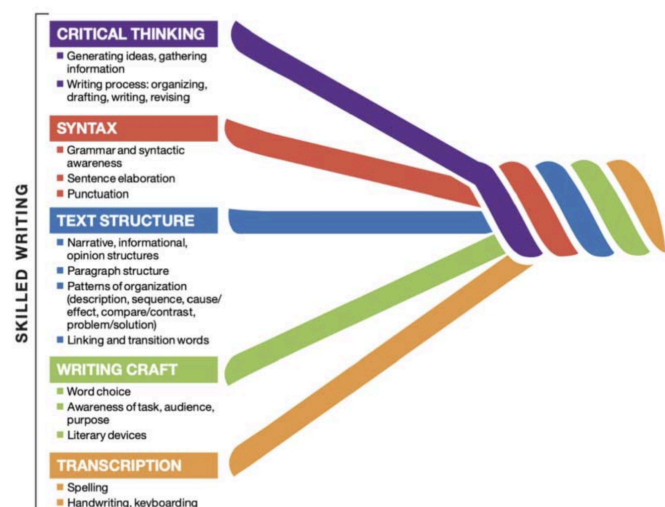 SKILLED WRITING
CRITICAL THINKING
Generating ideas, gathering
information
Writing process: organizing,
drafting, writing, revising
SYNTAX
Grammar and syntactic
awareness
Sentence elaboration
Punctuation
TEXT STRUCTURE
Narrative, informational,
opinion structures
Paragraph structure
Patterns of organization
(description, sequence, cause/
effect, compare/contrast,
problem/solution)
Linking and transition words
WRITING CRAFT
Word choice
Awareness of task, audience,
purpose
Literary devices
TRANSCRIPTION
Spelling
Handwriting, keyboarding